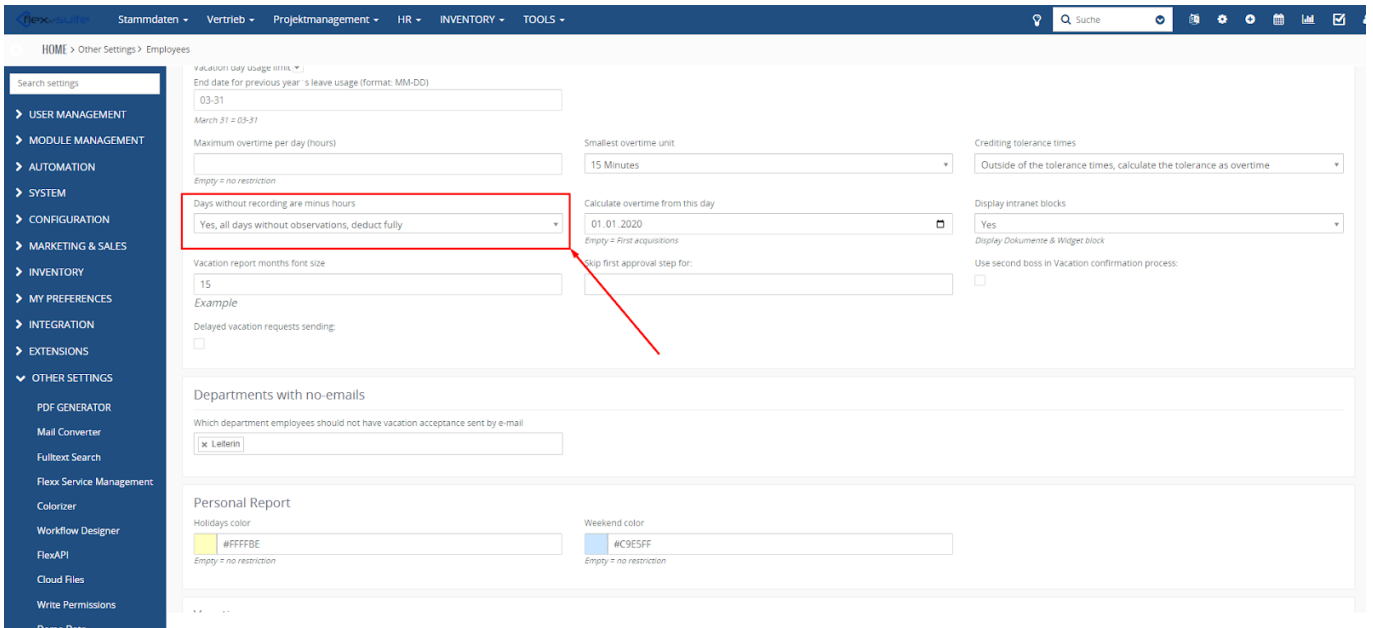 flexx-suite
Stammdaten Vertrieb Projektmanagement HR INVENTORY TOOLS Suche
HOME > Other Settings > Employees
Search settings
USER MANAGEMENT
MODULE MANAGEMENT
AUTOMATION
SYSTEM
CONFIGURATION
MARKETING & SALES
INVENTORY
MY PREFERENCES
INTEGRATION
EXTENSIONS
OTHER SETTINGS
PDF GENERATOR
Mail Converter
Fulltext Search
Flexx Service Management
Colorizer
Workflow Designer
FlexAPI
Cloud Files
Write Permissions
Vacation day usage limit
End date for previous year`s leave usage (format: MM-DD)
03-31
March 31 = 03-31
Maximum overtime per day (hours)
Empty = no restriction
Smallest overtime unit
15 Minutes
Crediting tolerance times
Outside of the tolerance times, calculate the tolerance as overtime
Days without recording are minus hours
Yes, all days without observations, deduct fully
Calculate overtime from this day
01.01.2020
Empty = First acquisitions
Display intranet blocks
Yes
Display Dokumente & Widget block
Vacation report months font size
15
Example
Skip first approval step for:
Use second boss in Vacation confirmation process:
Delayed vacation requests sending:
Departments with no-emails
Which department employees should not have vacation acceptance sent by e-mail
× Leiterin
Personal Report
Holidays color
#FFFFBE
Empty = no restriction
Weekend color
#C9E5FF
Empty = no restriction